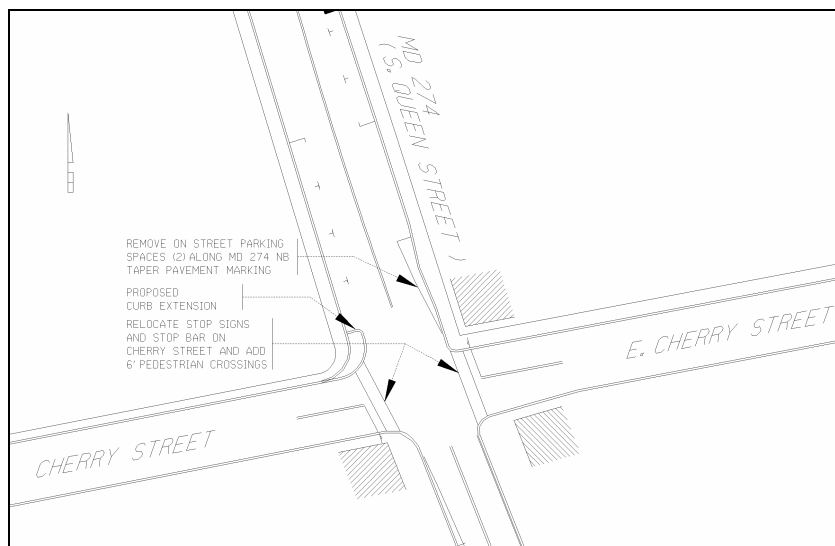 MD 274
(S. QUEEN STREET )
REMOVE ON STREET PARKING
SPACES (2) ALONG MD 274 NB
TAPER PAVEMENT MARKING
PROPOSED
CURB EXTENSION
RELOCATE STOP SIGNS
AND STOP BAR ON
CHERRY STREET AND ADD
6' PEDESTRIAN CROSSINGS
E. CHERRY STREET
CHERRY STREET